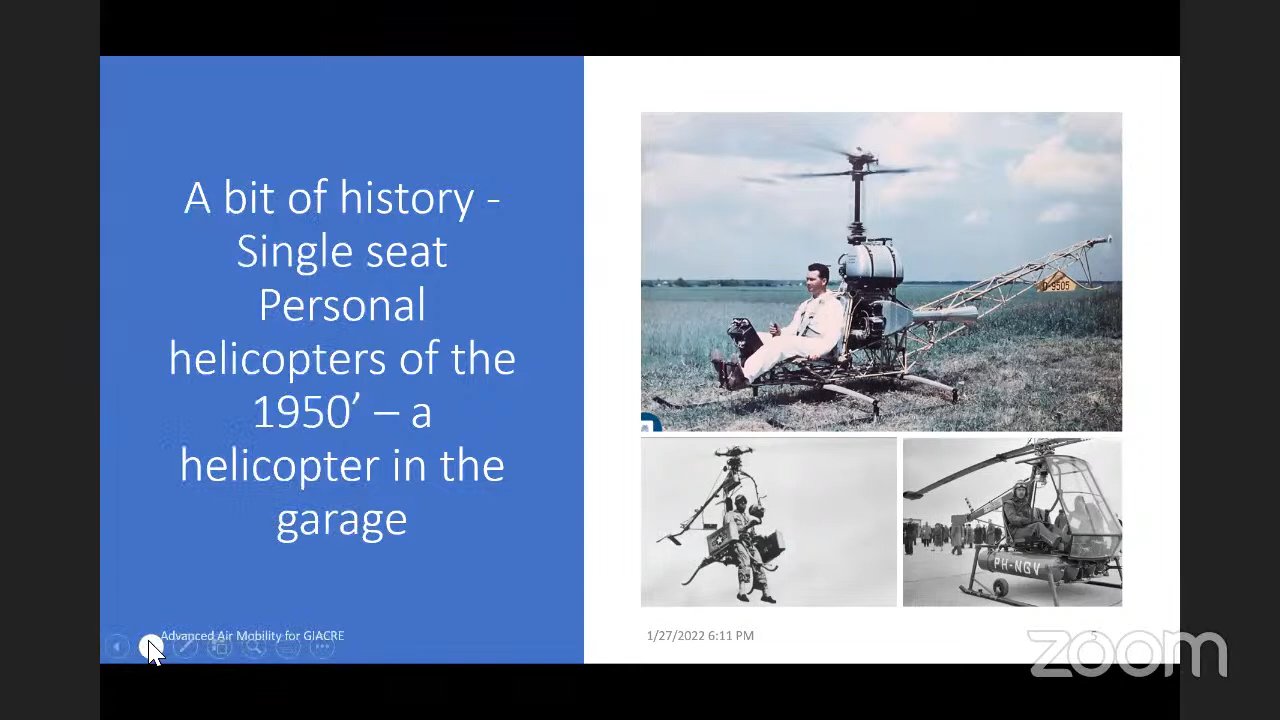 A bit of history -
Single seat
Personal
helicopters of the
1950’ – a
helicopter in the
garage
D-9505
PH-NGV
Advanced Air Mobility for GIACRE
1/27/2022 6:11 PM
5
zoom